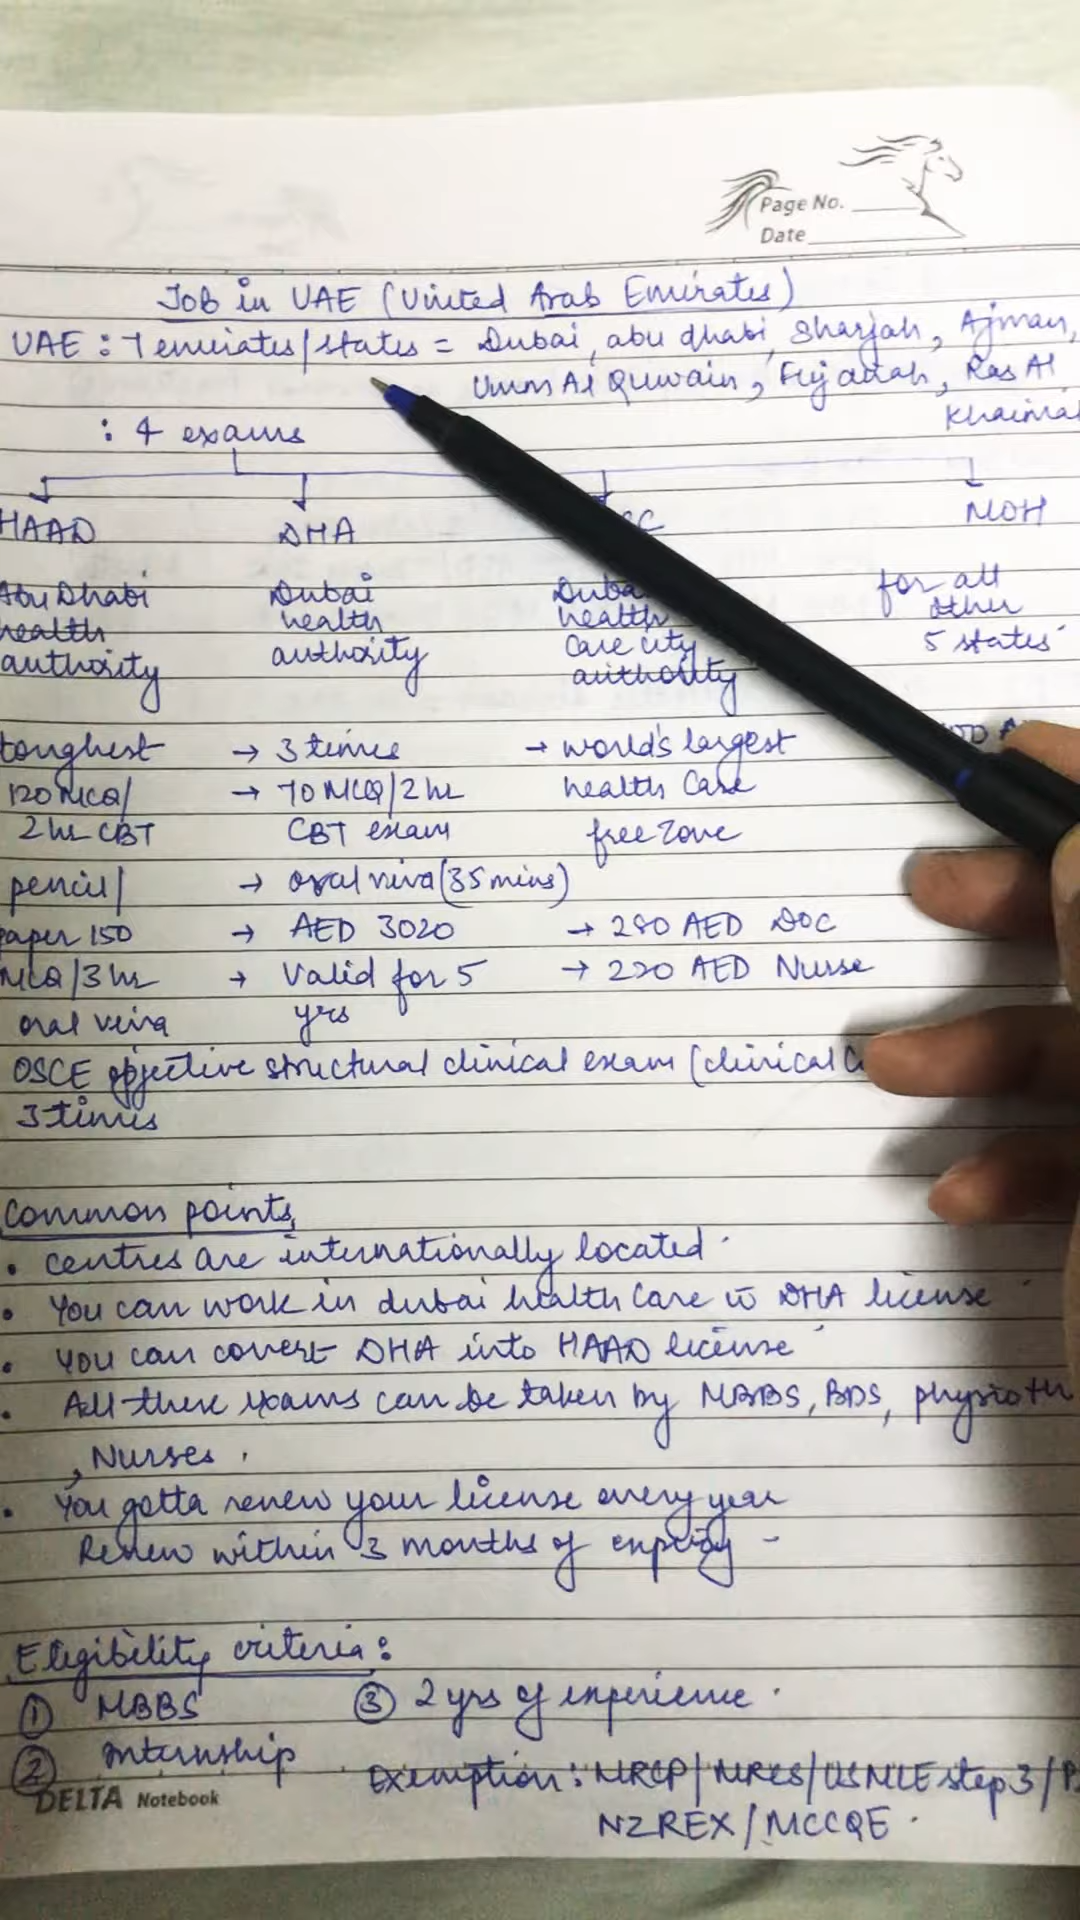 Page No.
Date
Job in UAE (United Arab Emirates)
UAE : 7 emirates/states = Dubai, abu dhabi, Sharjah, Ajman,
Umm Al Quwain, Fujairah, Ras Al
Khaimah
: 4 exams
HAAD DHA CC MOH
Abu Dhabi Dubai Dubai for all
health health health other
authority authority Care city 5 states
authority
toughest → 3 times → world's largest
120 MCQ/ → 70 MCQ/2 hr health Care
2 hr CBT CBT exam free zone
pencil/ → oral viva (35 mins)
paper 150 → AED 3020 → 280 AED DOC
MCQ/3 hr → Valid for 5 → 220 AED Nurse
oral viva yrs
OSCE objective structural clinical exam (clinical
3 times
Common points
• centres are internationally located.
• You can work in dubai health care w DHA license
• You can covert DHA into HAAD license
• All these exams can be taken by MBBS, BDS, physioth
, Nurses.
• You gotta renew your license every year
Renew within 3 months of expiry -
Eligibility criteria:
① MBBS ③ 2 yrs of experience.
② Internship
Exemption: MRCP/MRCS/USMLE step 3/P
DELTA Notebook
NZREX/MCCQE.